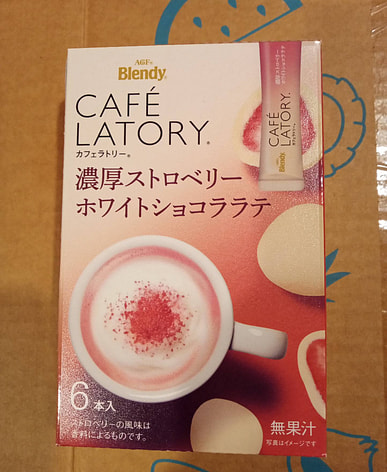 AGF®
Blendy®
CAFÉ
LATORY®
カフェラトリー®
濃厚ストロベリー
ホワイトショコララテ
Blendy
CAFÉ
LATORY
6本入
ストロベリーの風味は
香料によるものです。
無果汁
写真はイメージです